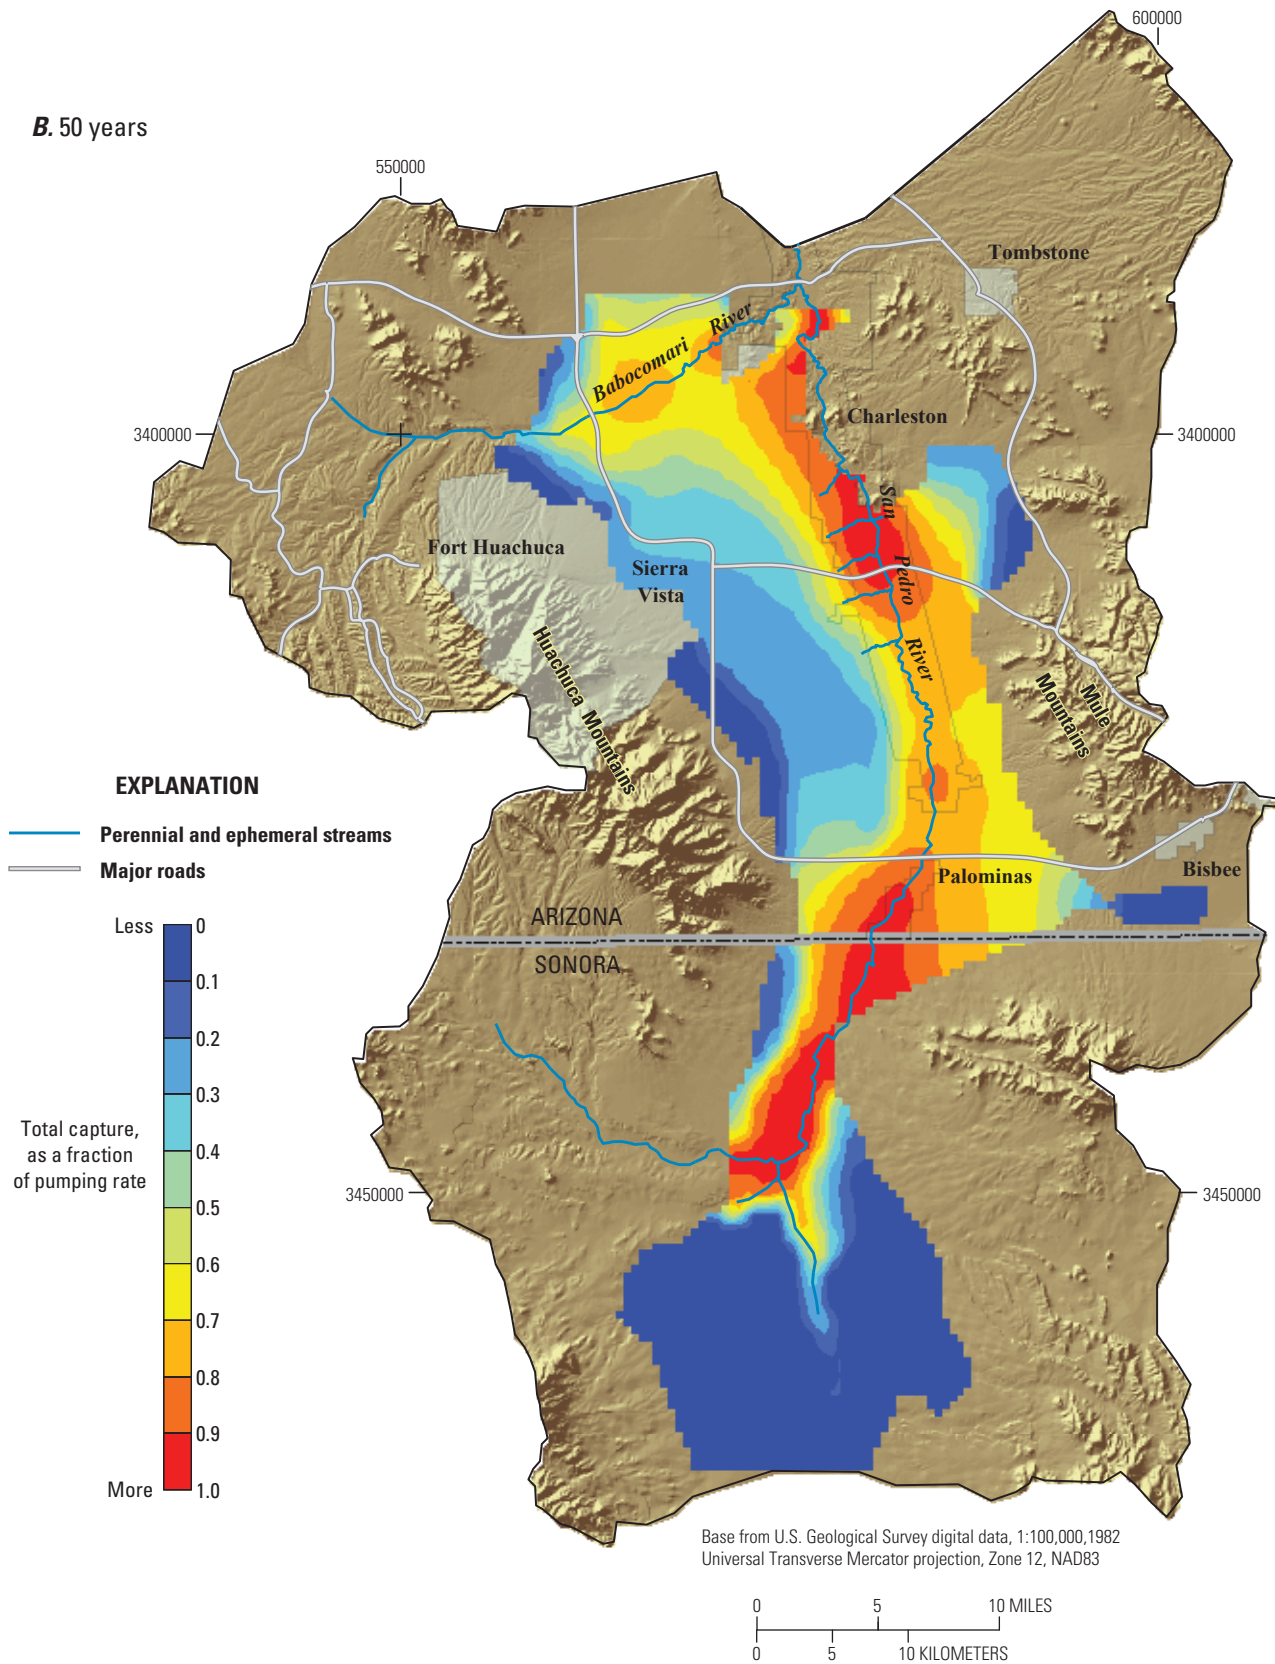 600000
B. 50 years
550000
Tombstone
Babocomari River
Charleston
3400000
3400000
San Pedro River
Fort Huachuca
Sierra
Vista
Huachuca Mountains
Mule
Mountains
EXPLANATION
Perennial and ephemeral streams
Major roads
Palominas
Bisbee
ARIZONA
SONORA
Less
0
0.1
0.2
0.3
0.4
0.5
0.6
0.7
0.8
0.9
1.0
More
Total capture,
as a fraction
of pumping rate
3450000
3450000
Base from U.S. Geological Survey digital data, 1:100,000,1982
Universal Transverse Mercator projection, Zone 12, NAD83
0 5 10 MILES
0 5 10 KILOMETERS